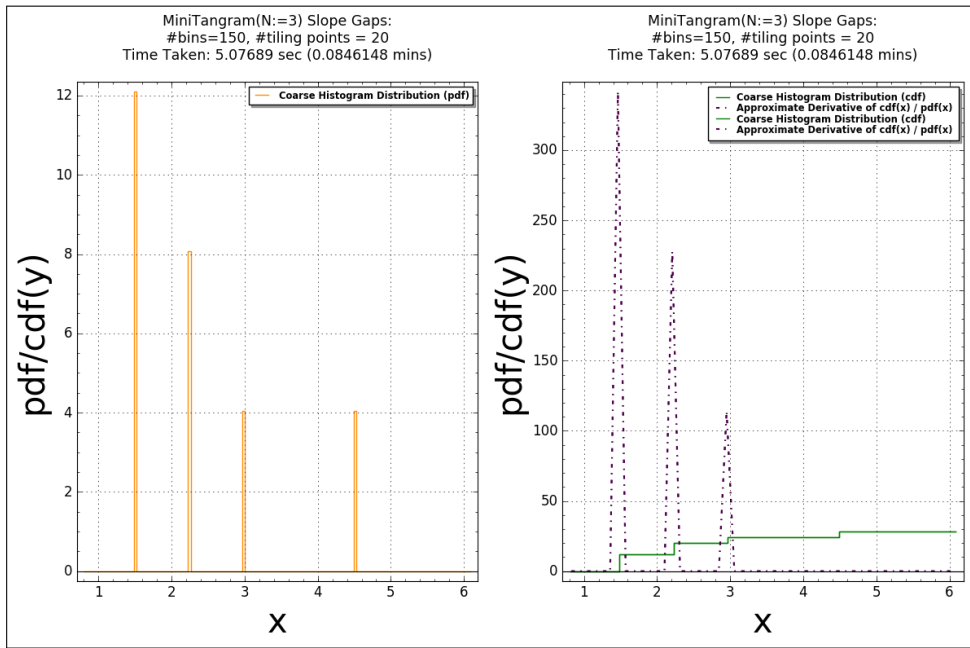 MiniTangram(N:=3) Slope Gaps:
#bins=150, #tiling points = 20
Time Taken: 5.07689 sec (0.0846148 mins)
Coarse Histogram Distribution (pdf)
12
10
8
6
4
2
0
pdf/cdf(y)
1
2
3
4
5
6
x
MiniTangram(N:=3) Slope Gaps:
#bins=150, #tiling points = 20
Time Taken: 5.07689 sec (0.0846148 mins)
Coarse Histogram Distribution (cdf)
Approximate Derivative of cdf(x) / pdf(x)
Coarse Histogram Distribution (cdf)
Approximate Derivative of cdf(x) / pdf(x)
300
250
200
150
100
50
0
pdf/cdf(y)
1
2
3
4
5
6
x